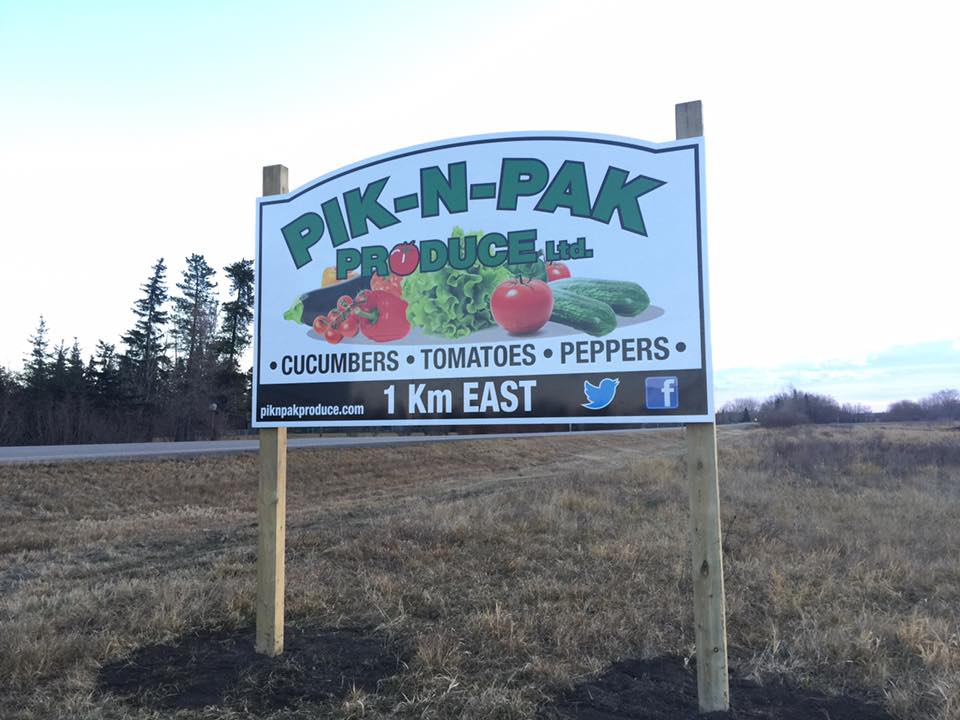 PIK-N-PAK
PRODUCE Ltd.
• CUCUMBERS • TOMATOES • PEPPERS •
piknpakproduce.com 1 Km EAST f